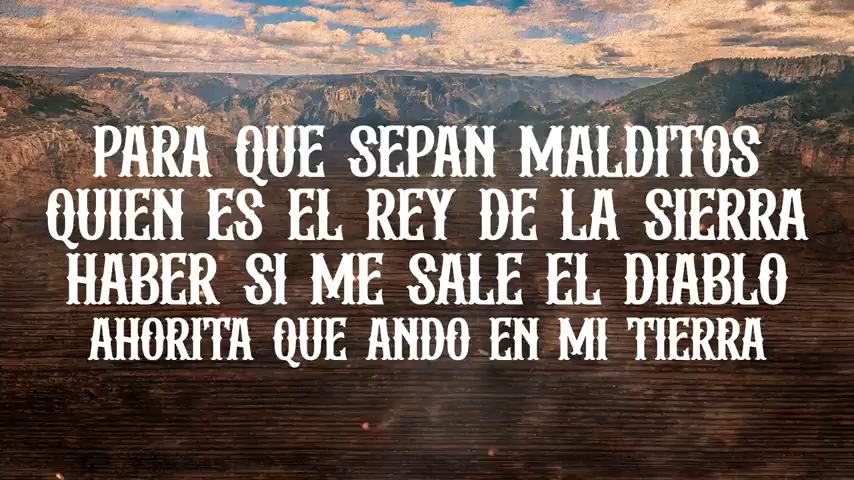 PARA QUE SEPAN MALDITOS
QUIEN ES EL REY DE LA SIERRA
HABER SI ME SALE EL DIABLO
AHORITA QUE ANDO EN MI TIERRA